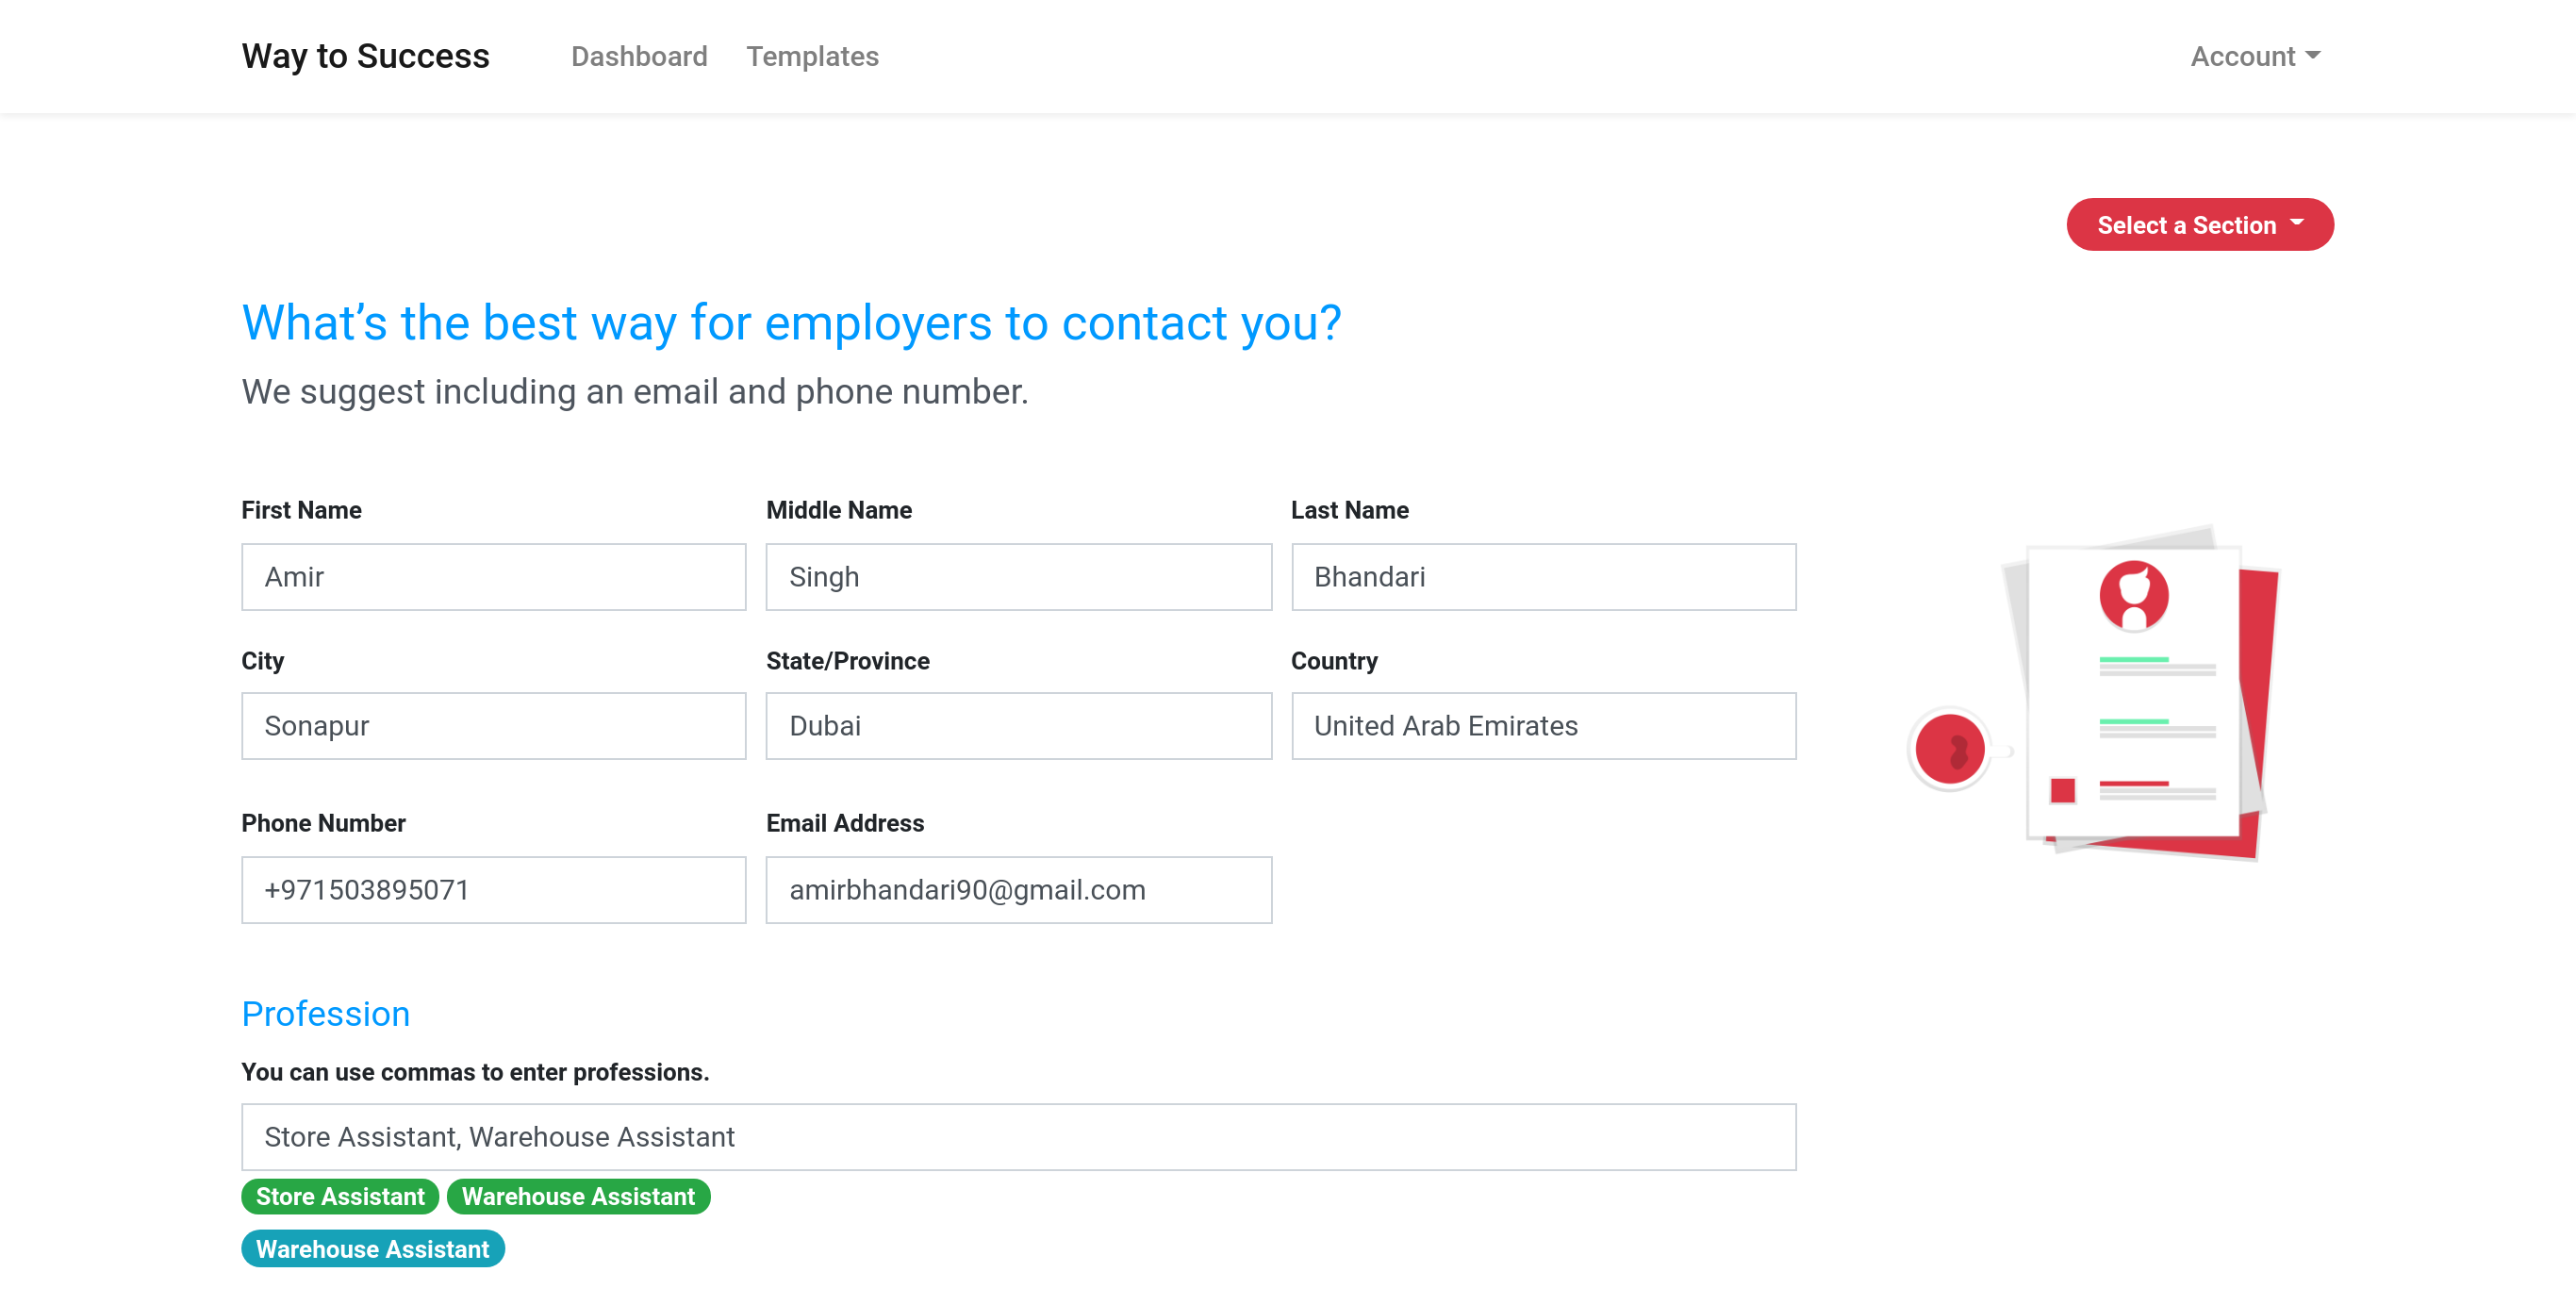 Way to Success Dashboard Templates Account
Select a Section
What’s the best way for employers to contact you?
We suggest including an email and phone number.
First Name Middle Name Last Name
Amir Singh Bhandari
City State/Province Country
Sonapur Dubai United Arab Emirates
Phone Number Email Address
+971503895071 amirbhandari90@gmail.com
Profession
You can use commas to enter professions.
Store Assistant, Warehouse Assistant
Store Assistant Warehouse Assistant
Warehouse Assistant